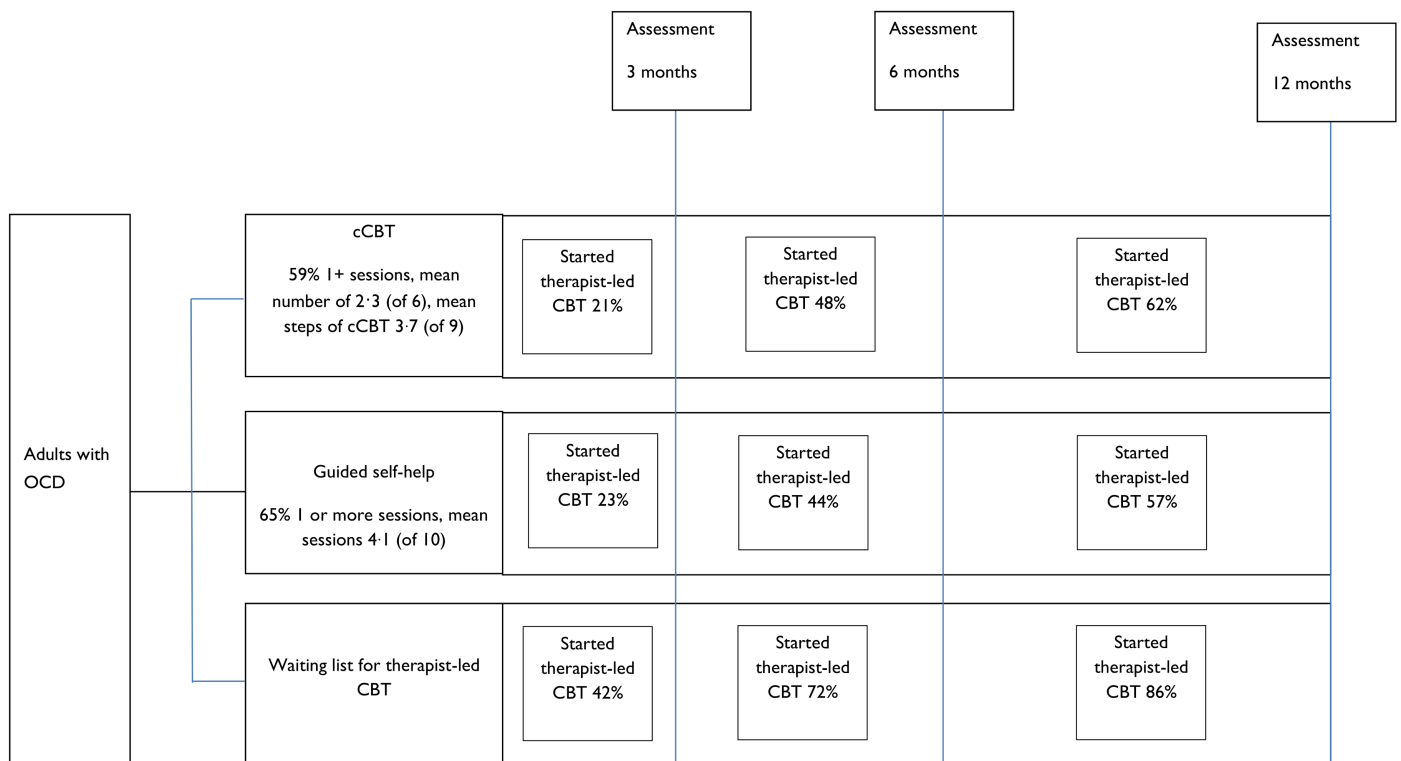 Assessment
3 months
Assessment
6 months
Assessment
12 months
Adults with
OCD
cCBT
59% 1+ sessions, mean
number of 2·3 (of 6), mean
steps of cCBT 3·7 (of 9)
Started
therapist-led
CBT 21%
Started
therapist-led
CBT 48%
Started
therapist-led
CBT 62%
Guided self-help
65% 1 or more sessions, mean
sessions 4·1 (of 10)
Started
therapist-led
CBT 23%
Started
therapist-led
CBT 44%
Started
therapist-led
CBT 57%
Waiting list for therapist-led
CBT
Started
therapist-led
CBT 42%
Started
therapist-led
CBT 72%
Started
therapist-led
CBT 86%